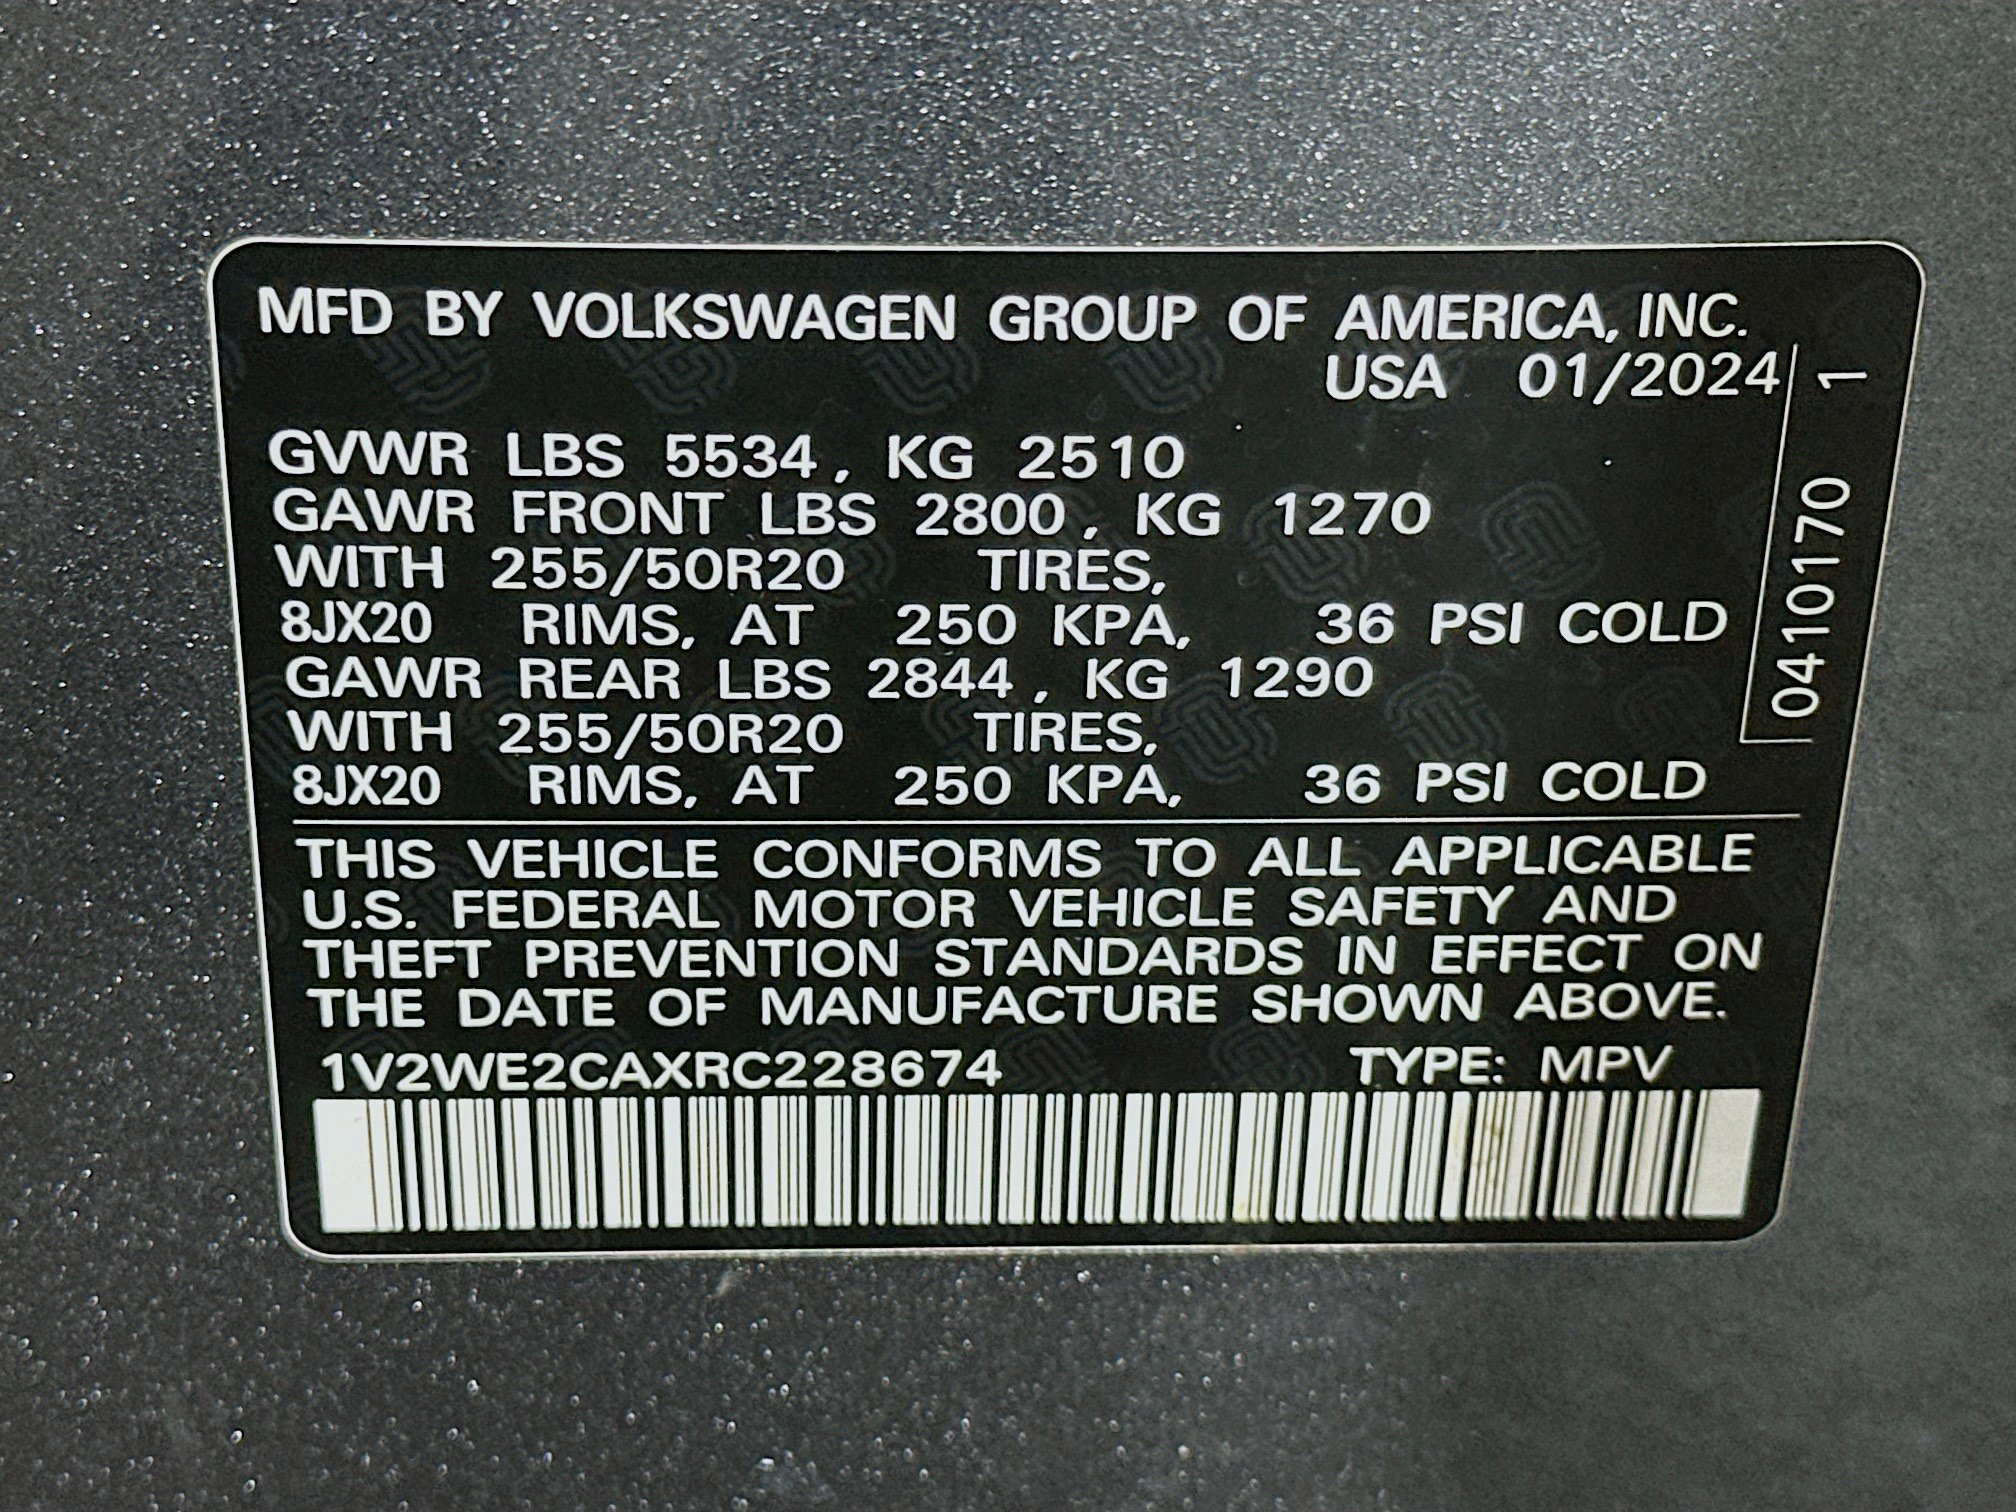 MFD BY VOLKSWAGEN GROUP OF AMERICA, INC.
USA 01/2024
GVWR LBS 5534, KG 2510
GAWR FRONT LBS 2800, KG 1270
WITH 255/50R20 TIRES,
8JX20 RIMS, AT 250 KPA, 36 PSI COLD
GAWR REAR LBS 2844, KG 1290
WITH 255/50R20 TIRES,
8JX20 RIMS, AT 250 KPA, 36 PSI COLD
0410170 1
THIS VEHICLE CONFORMS TO ALL APPLICABLE
U.S. FEDERAL MOTOR VEHICLE SAFETY AND
THEFT PREVENTION STANDARDS IN EFFECT ON
THE DATE OF MANUFACTURE SHOWN ABOVE.
1V2WE2CAXRC228674 TYPE: MPV